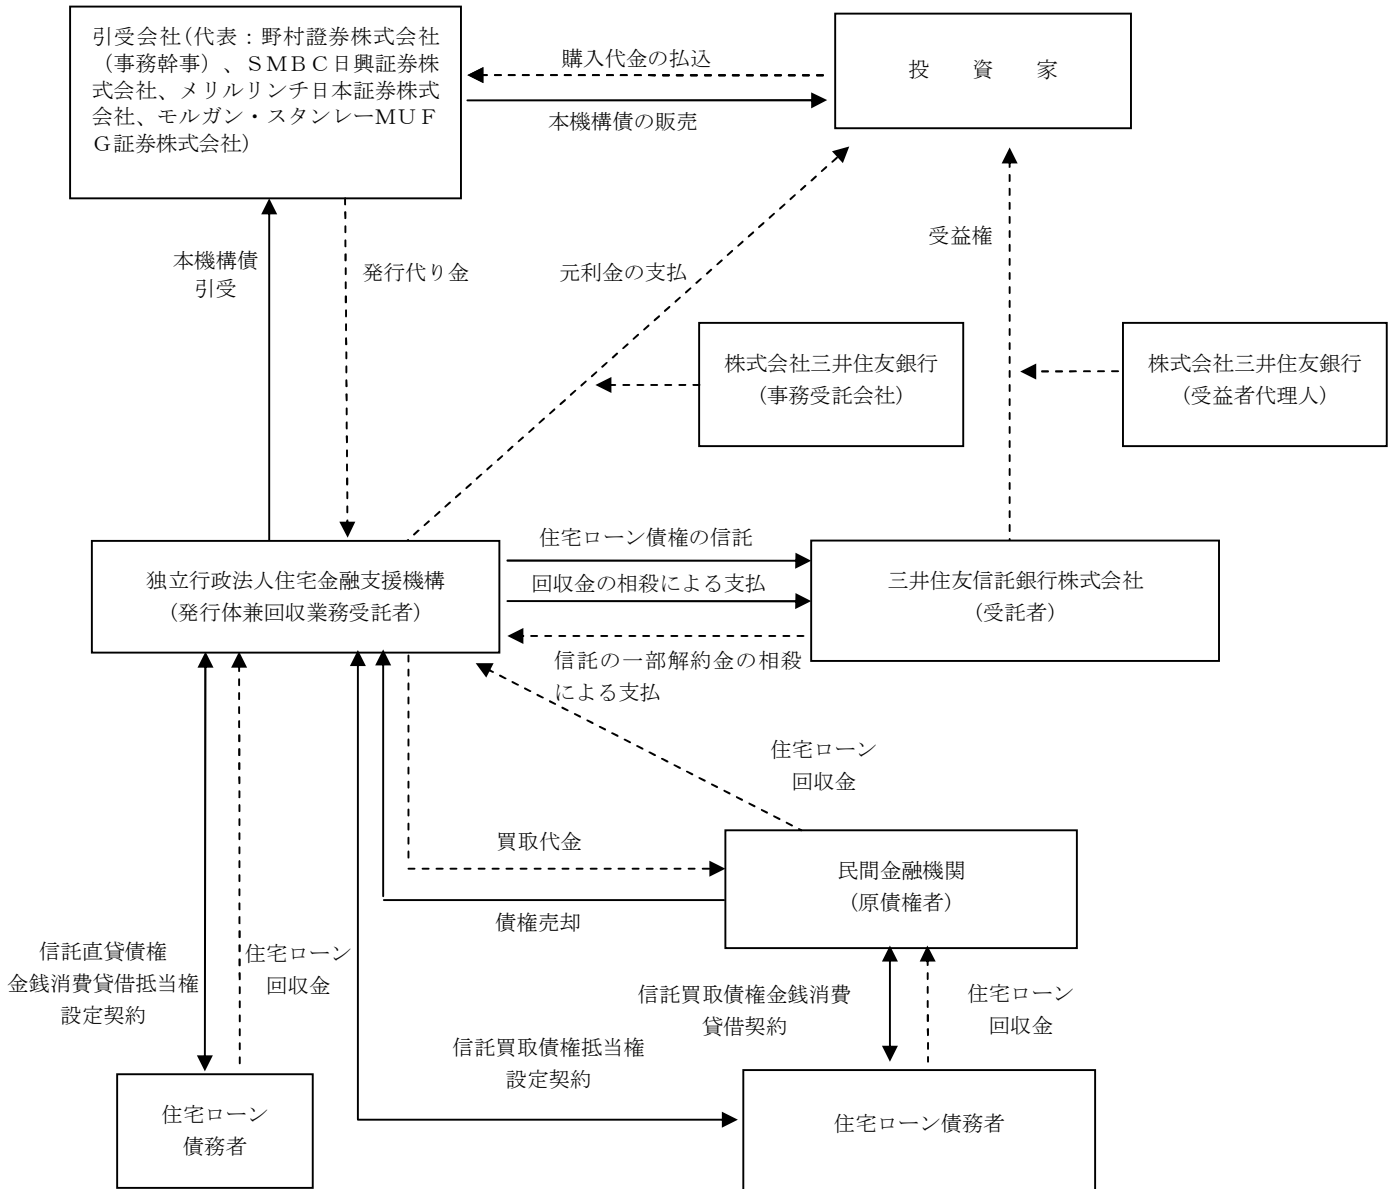 引受会社(代表：野村證券株式会社
(事務幹事)、ＳＭＢＣ日興証券株
式会社、メリルリンチ日本証券株式
会社、モルガン・スタンレーＭＵＦ
Ｇ証券株式会社)
購入代金の払込
本機構債の販売
投　資　家
本機構債
引受
発行代り金
元利金の支払
受益権
株式会社三井住友銀行
(事務受託会社)
株式会社三井住友銀行
(受益者代理人)
独立行政法人住宅金融支援機構
(発行体兼回収業務受託者)
住宅ローン債権の信託
回収金の相殺による支払
信託の一部解約金の相殺
による支払
三井住友信託銀行株式会社
(受託者)
住宅ローン
回収金
買取代金
債権売却
民間金融機関
(原債権者)
信託直貸債権
金銭消費貸借抵当権
設定契約
住宅ローン
回収金
信託買取債権金銭消費
貸借契約
住宅ローン
回収金
信託買取債権抵当権
設定契約
住宅ローン
債務者
住宅ローン債務者